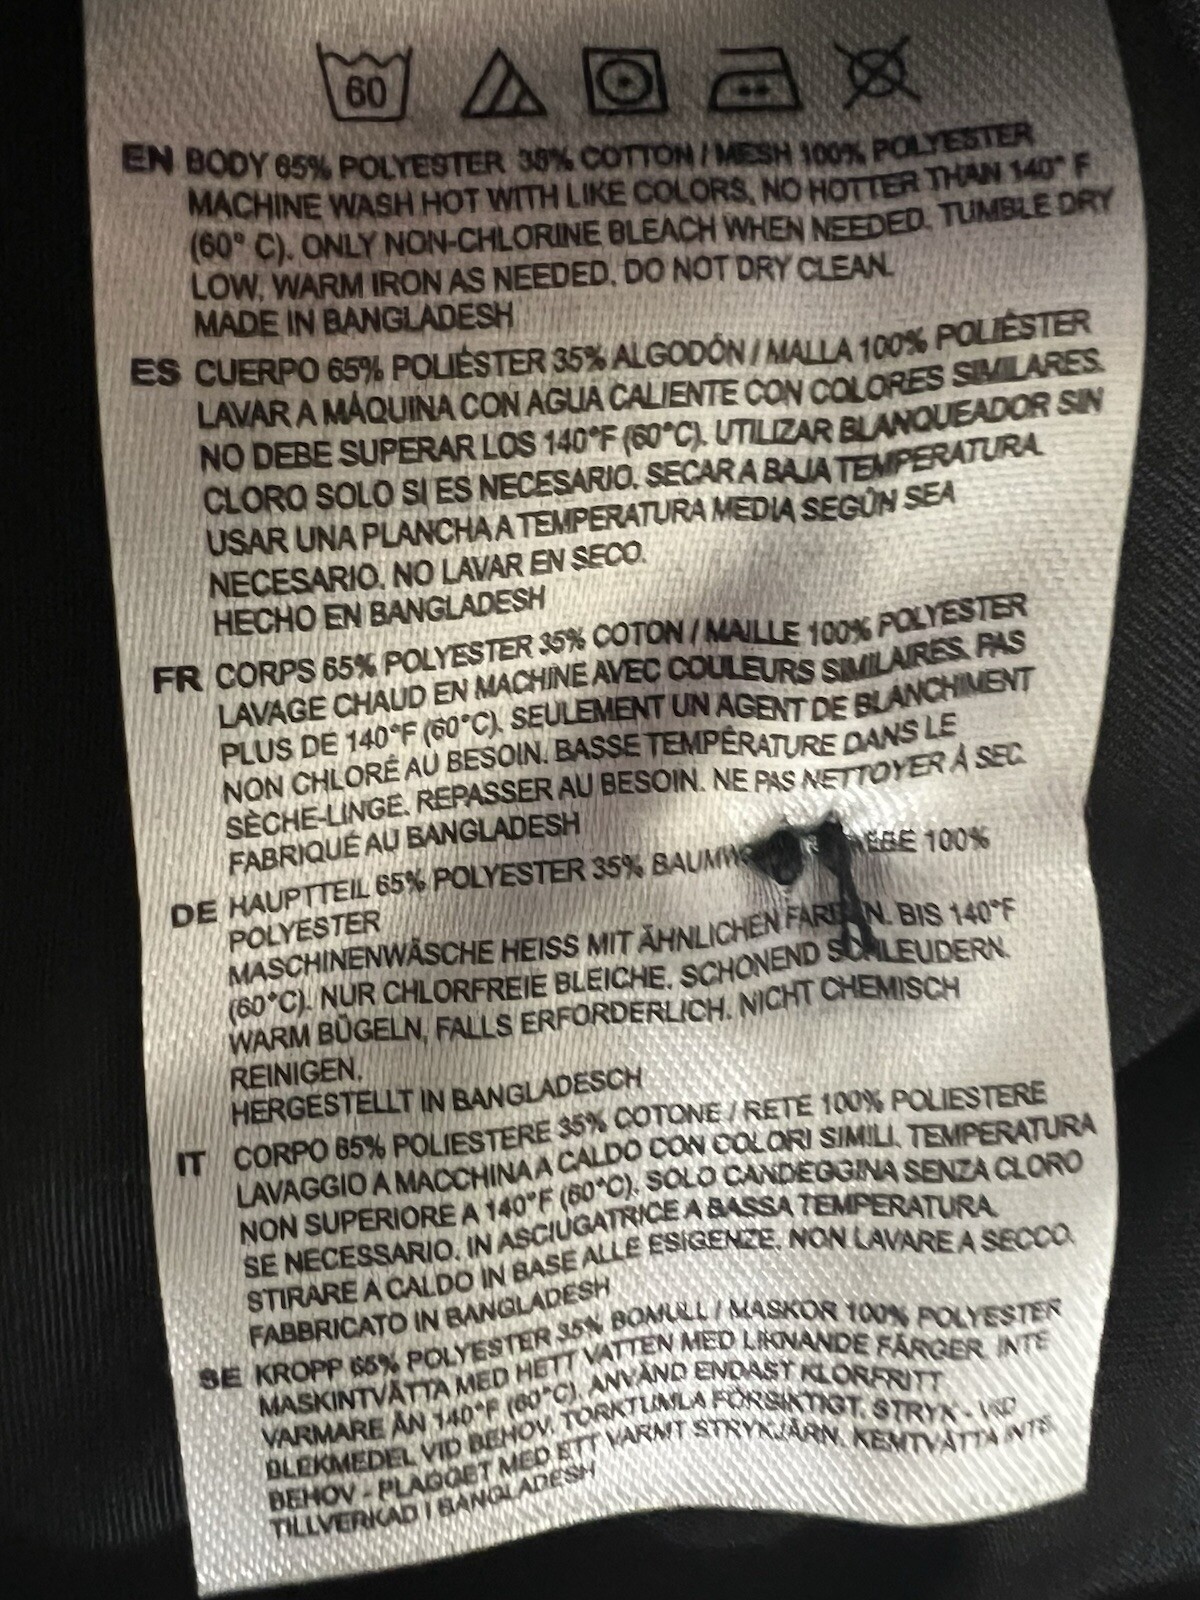 60
EN BODY 65% POLYESTER 35% COTTON / MESH 100% POLYESTER
MACHINE WASH HOT WITH LIKE COLORS, NO HOTTER THAN 140° F
(60° C). ONLY NON-CHLORINE BLEACH WHEN NEEDED. TUMBLE DRY
LOW, WARM IRON AS NEEDED. DO NOT DRY CLEAN.
MADE IN BANGLADESH
ES CUERPO 65% POLIÉSTER 35% ALGODÓN / MALLA 100% POLIÉSTER
LAVAR A MÁQUINA CON AGUA CALIENTE CON COLORES SIMILARES.
NO DEBE SUPERAR LOS 140°F (60°C). UTILIZAR BLANQUEADOR SIN
CLORO SOLO SI ES NECESARIO. SECAR A BAJA TEMPERATURA.
USAR UNA PLANCHA A TEMPERATURA MEDIA SEGÚN SEA
NECESARIO. NO LAVAR EN SECO.
HECHO EN BANGLADESH
FR CORPS 65% POLYESTER 35% COTON / MAILLE 100% POLYESTER
LAVAGE CHAUD EN MACHINE AVEC COULEURS SIMILAIRES. PAS
PLUS DE 140°F (60°C). SEULEMENT UN AGENT DE BLANCHIMENT
NON CHLORÉ AU BESOIN. BASSE TEMPÉRATURE DANS LE
SÈCHE-LINGE. REPASSER AU BESOIN. NE PAS NETTOYER À SEC.
FABRIQUÉ AU BANGLADESH
DE HAUPTTEIL 65% POLYESTER 35% 100%
POLYESTER
MASCHINENWÄSCHE HEISS MIT ÄHNLICHEN FARBEN. BIS 140°F
(60°C). NUR CHLORFREIE BLEICHE. SCHONEND SCHLEUDERN.
WARM BÜGELN, FALLS ERFORDERLICH. NICHT CHEMISCH
REINIGEN.
HERGESTELLT IN BANGLADESCH
IT CORPO 65% POLIESTERE 35% COTONE / RETE 100% POLIESTERE
LAVAGGIO A MACCHINA A CALDO CON COLORI SIMILI, TEMPERATURA
NON SUPERIORE A 140°F (60°C). SOLO CANDEGGINA SENZA CLORO
SE NECESSARIO. IN ASCIUGATRICE A BASSA TEMPERATURA.
STIRARE A CALDO IN BASE ALLE ESIGENZE. NON LAVARE A SECCO.
FABBRICATO IN BANGLADESH
SE KROPP 65% POLYESTER 35% BOMULL / MASKOR 100% POLYESTER
MASKINTVÄTTA MED HETT VATTEN MED LIKNANDE FÄRGER. INTE
VARMARE ÄN 140°F (60°C). ANVÄND ENDAST KLORFRITT
BLEKMEDEL VID BEHOV. TORKTUMLA FÖRSIKTIGT. STRYK - VID
BEHOV - PLAGGET MED ETT VARMT STRYKJÄRN. KEMTVÄTTA INTE.
TILLVERKAD I BANGLADESH